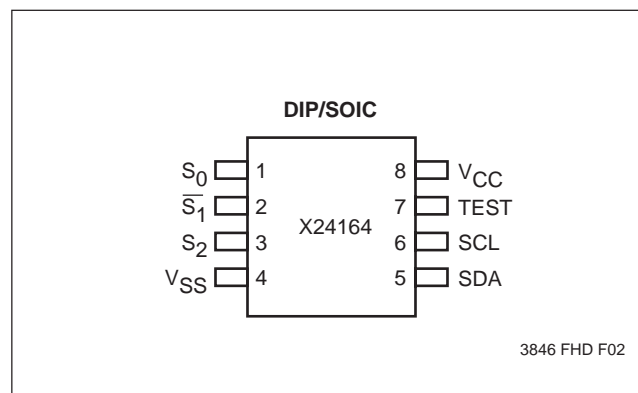 DIP/SOIC
S0 1 8 VCC
S̅1̅ 2 X24164 7 TEST
S2 3 6 SCL
VSS 4 5 SDA
3846 FHD F02